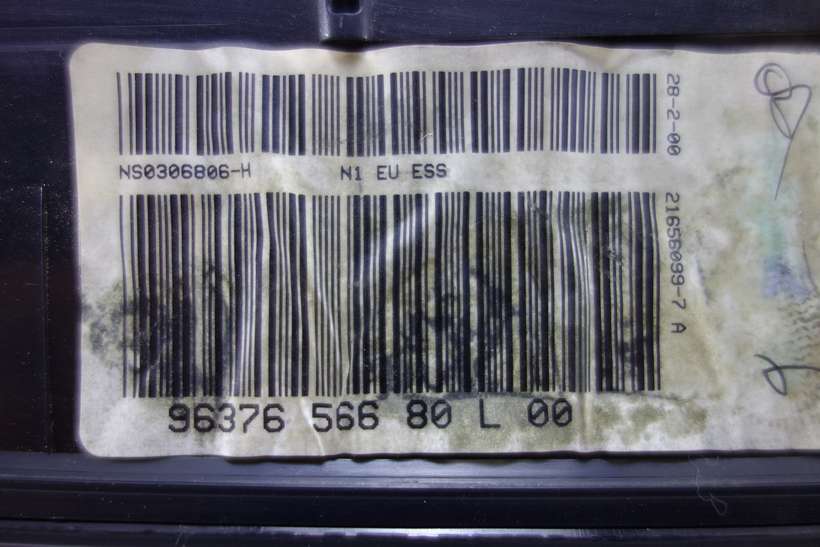 NS0306806-H N1 EU ESS
96376 566 80 L 00
28-2-00
21656099-7 A